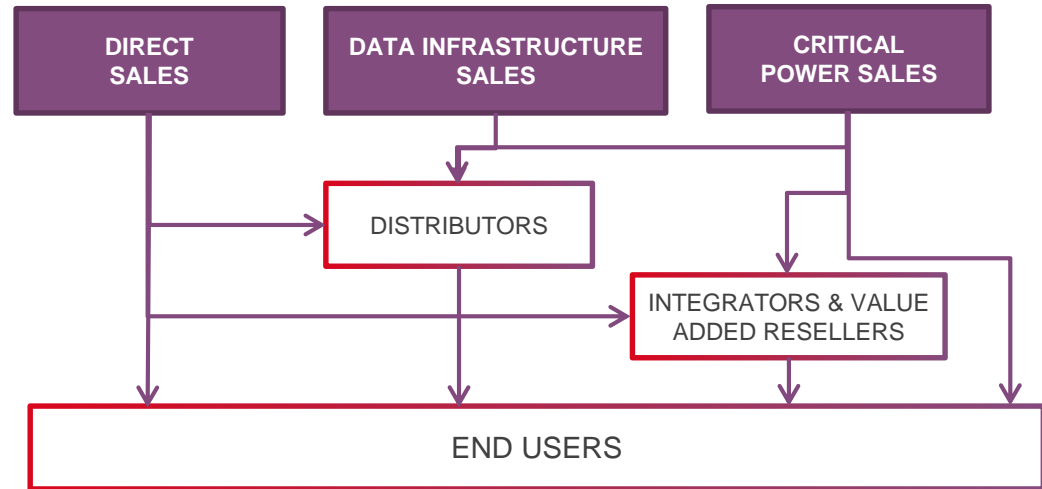 DIRECT
SALES
DATA INFRASTRUCTURE
SALES
CRITICAL
POWER SALES
DISTRIBUTORS
INTEGRATORS & VALUE
ADDED RESELLERS
END USERS